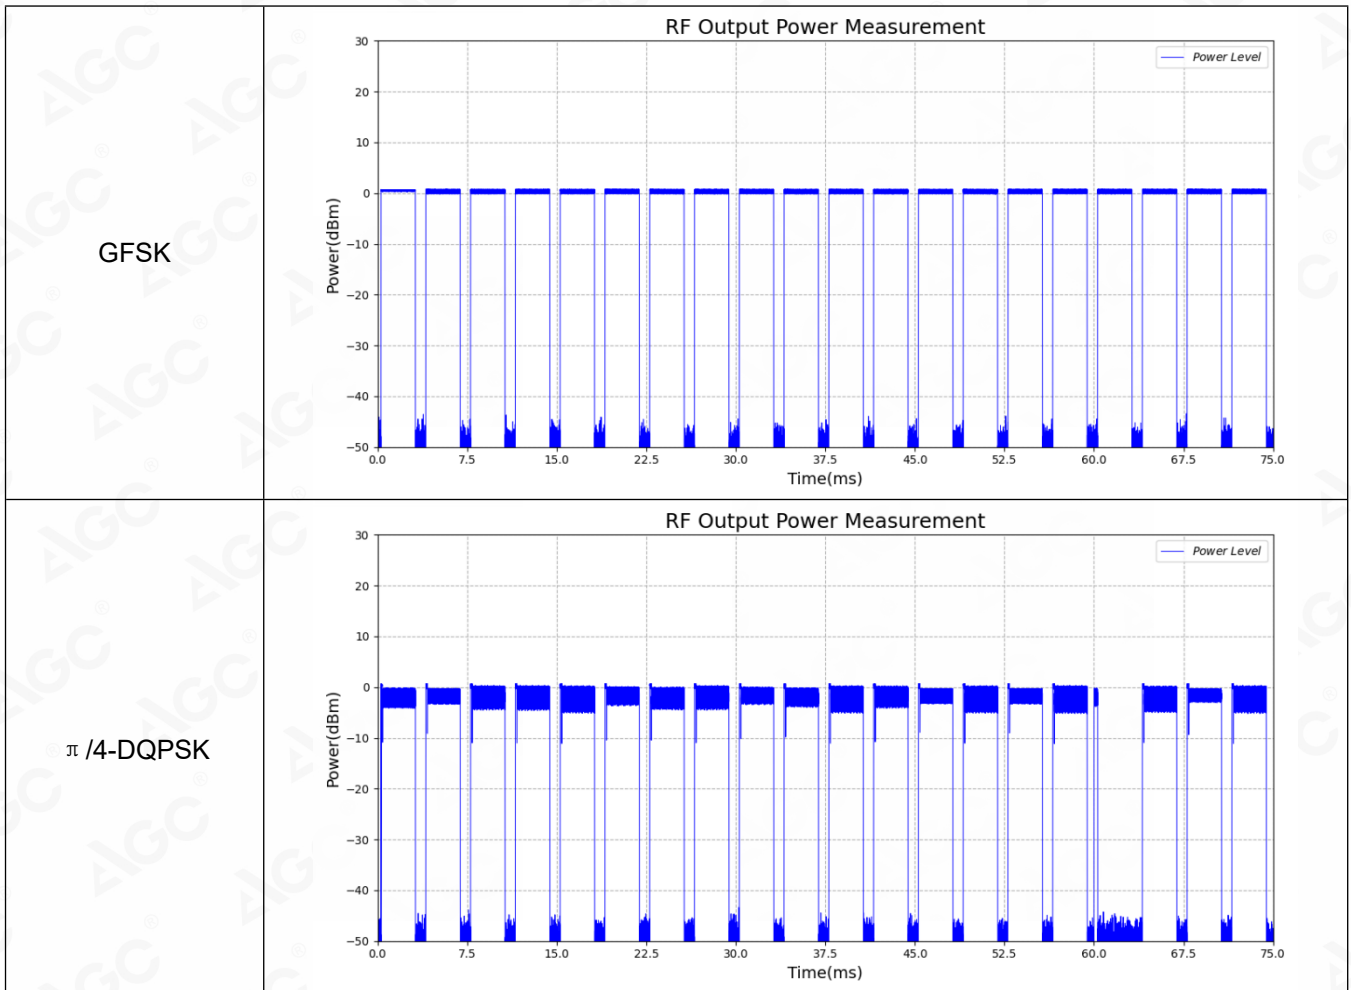 RF Output Power Measurement
30
Power Level
20
10
0
−10
−20
−30
−40
−50
Power(dBm)
0.0 7.5 15.0 22.5 30.0 37.5 45.0 52.5 60.0 67.5 75.0
Time(ms)
GFSK
RF Output Power Measurement
30
Power Level
20
10
0
−10
−20
−30
−40
−50
Power(dBm)
0.0 7.5 15.0 22.5 30.0 37.5 45.0 52.5 60.0 67.5 75.0
Time(ms)
π/4-DQPSK
AGC